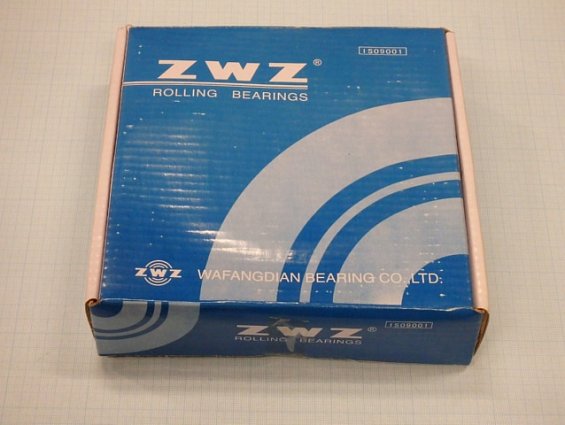 ZWZ®
ISO9001
ROLLING BEARINGS
ZWZ
WAFANGDIAN BEARING CO.,LTD.
ZWZ®
ISO9001
ROLLING BEARINGS